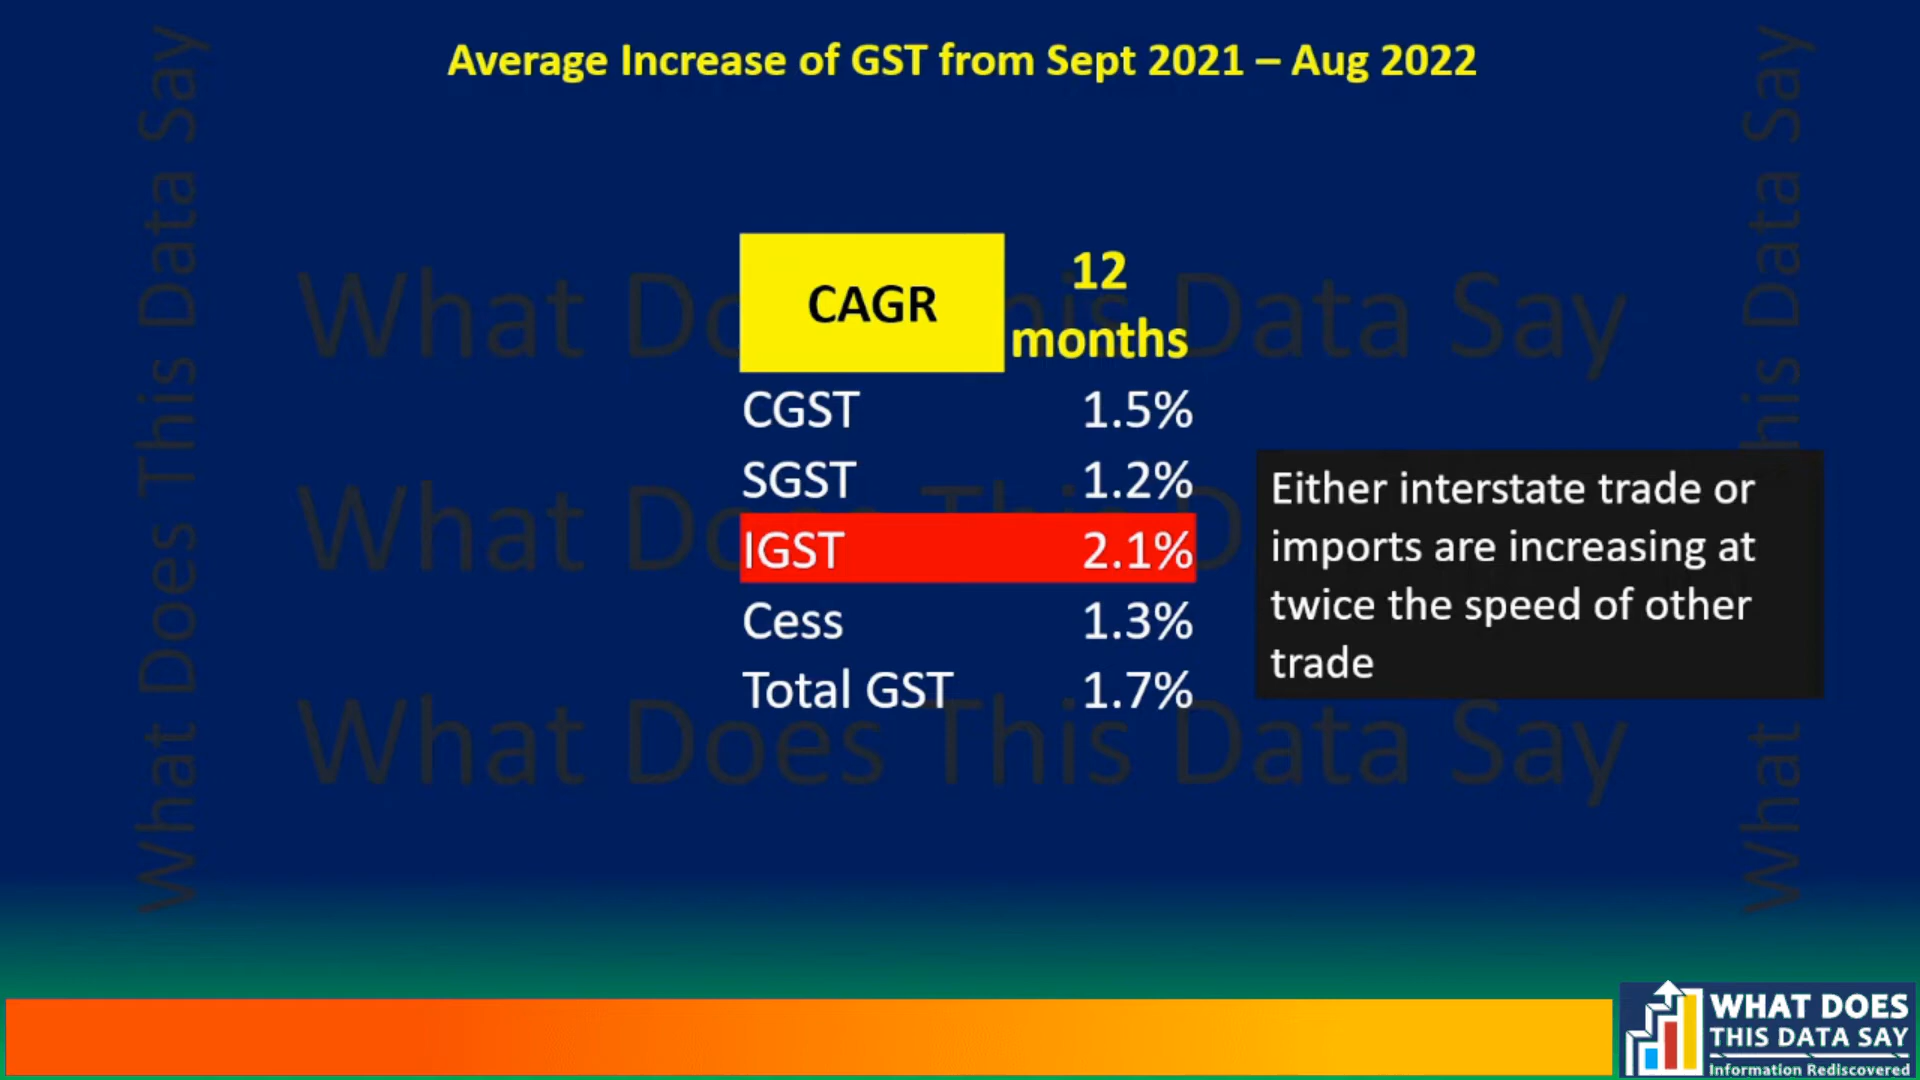 Average Increase of GST from Sept 2021 – Aug 2022
CAGR
12
months
CGST 1.5%
SGST 1.2%
IGST 2.1%
Cess 1.3%
Total GST 1.7%
Either interstate trade or
imports are increasing at
twice the speed of other
trade
What Does This Data Say
What Does This Data Say
What Does This Data Say
What Does This Data Say
What Does This Data Say
WHAT DOES
THIS DATA SAY
Information Rediscovered